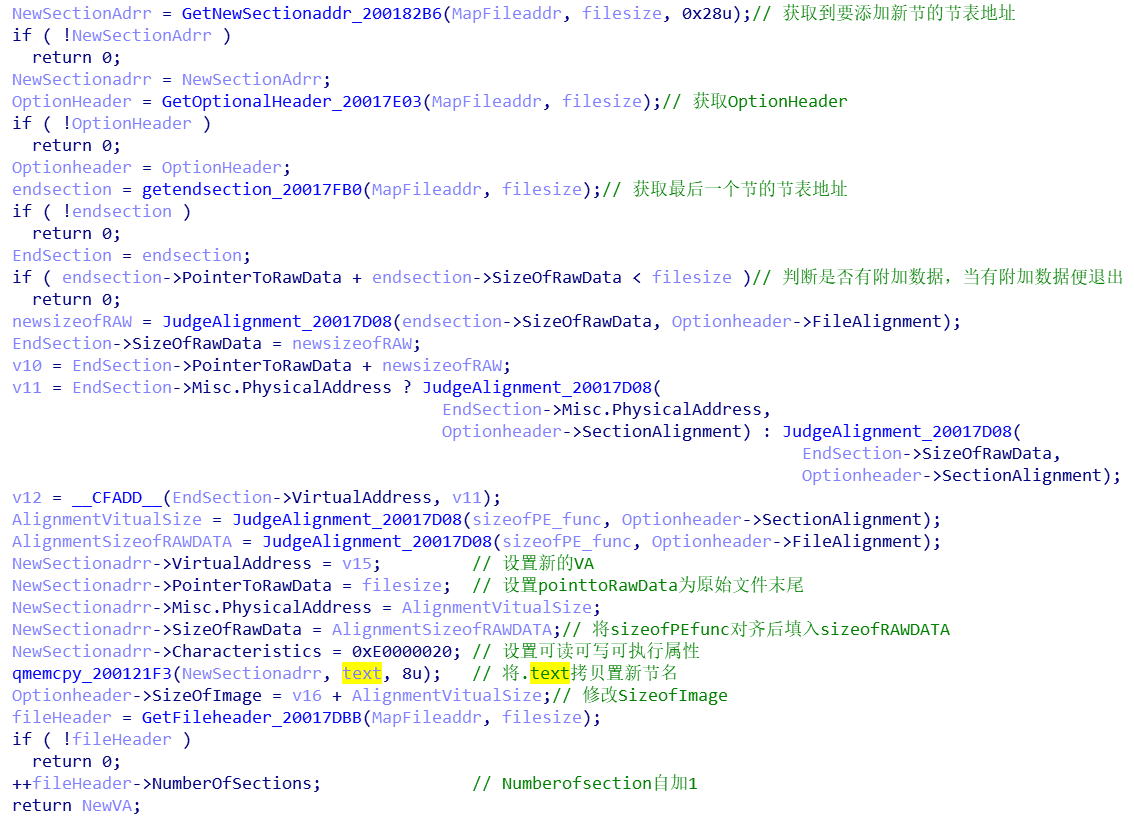 NewSectionAdrr = GetNewSectionaddr_200182B6(MapFileaddr, filesize, 0x28u);// 获取到要添加新节的节表地址
if ( !NewSectionAdrr )
  return 0;
NewSectionadrr = NewSectionAdrr;
OptionHeader = GetOptionalHeader_20017E03(MapFileaddr, filesize);// 获取OptionHeader
if ( !OptionHeader )
  return 0;
Optionheader = OptionHeader;
endsection = getendsection_20017FB0(MapFileaddr, filesize);// 获取最后一个节的节表地址
if ( !endsection )
  return 0;
EndSection = endsection;
if ( endsection->PointerToRawData + endsection->SizeOfRawData < filesize )// 判断是否有附加数据，当有附加数据便退出
  return 0;
newsizeofRAW = JudgeAlignment_20017D08(endsection->SizeOfRawData, Optionheader->FileAlignment);
EndSection->SizeOfRawData = newsizeofRAW;
v10 = EndSection->PointerToRawData + newsizeofRAW;
v11 = EndSection->Misc.PhysicalAddress ? JudgeAlignment_20017D08(
EndSection->Misc.PhysicalAddress,
Optionheader->SectionAlignment) : JudgeAlignment_20017D08(
EndSection->SizeOfRawData,
Optionheader->SectionAlignment);
v12 = __CFADD__(EndSection->VirtualAddress, v11);
AlignmentVitualSize = JudgeAlignment_20017D08(sizeofPE_func, Optionheader->SectionAlignment);
AlignmentSizeofRAWDATA = JudgeAlignment_20017D08(sizeofPE_func, Optionheader->FileAlignment);
NewSectionadrr->VirtualAddress = v15;         // 设置新的VA
NewSectionadrr->PointerToRawData = filesize;  // 设置pointtoRawData为原始文件末尾
NewSectionadrr->Misc.PhysicalAddress = AlignmentVitualSize;
NewSectionadrr->SizeOfRawData = AlignmentSizeofRAWDATA;// 将sizeofPEfunc对齐后填入sizeofRAWDATA
NewSectionadrr->Characteristics = 0xE0000020; // 设置可读可写可执行属性
qmemcpy_200121F3(NewSectionadrr, text, 8u);   // 将.text拷贝置新节名
Optionheader->SizeOfImage = v16 + AlignmentVitualSize;// 修改SizeofImage
fileHeader = GetFileheader_20017DBB(MapFileaddr, filesize);
if ( !fileHeader )
  return 0;
++fileHeader->NumberOfSections;               // Numberofsection自加1
return NewVA;